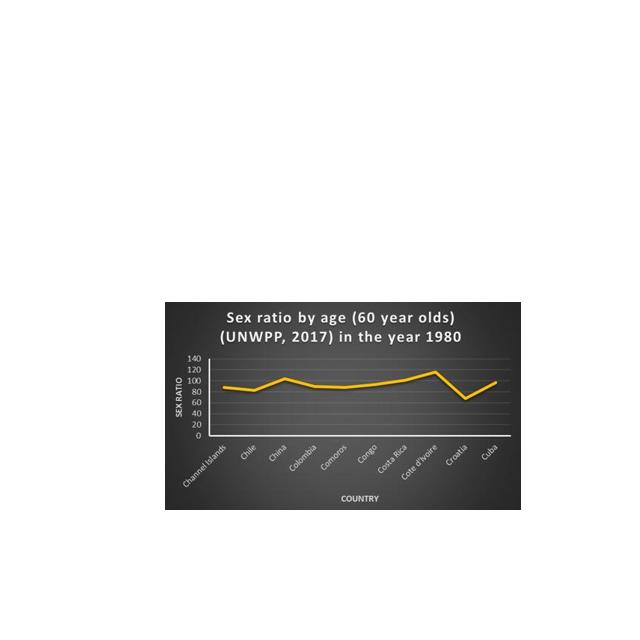 Sex ratio by age (60 year olds)
(UNWPP, 2017) in the year 1980
140
120
100
80
60
40
20
0
SEX RATIO
Channel Islands
Chile
China
Colombia
Comoros
Congo
Costa Rica
Cote d'Ivoire
Croatia
Cuba
COUNTRY